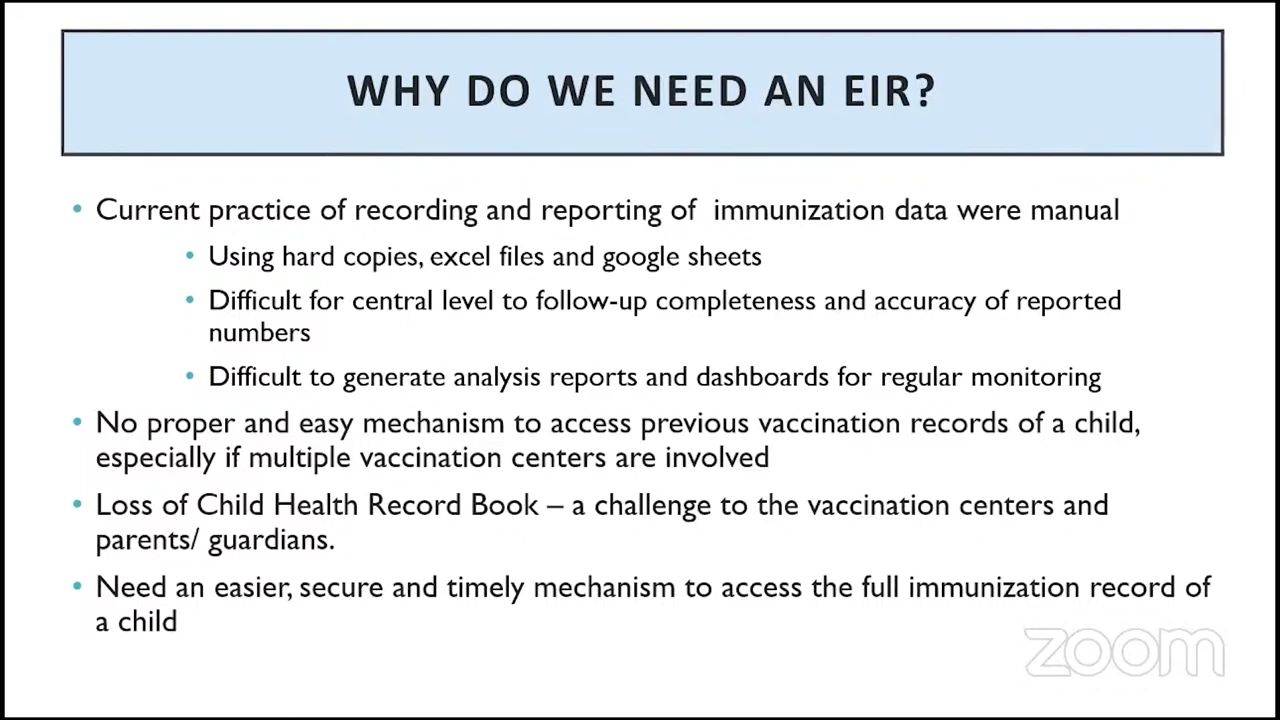 WHY DO WE NEED AN EIR?
• Current practice of recording and reporting of immunization data were manual
• Using hard copies, excel files and google sheets
• Difficult for central level to follow-up completeness and accuracy of reported
numbers
• Difficult to generate analysis reports and dashboards for regular monitoring
• No proper and easy mechanism to access previous vaccination records of a child,
especially if multiple vaccination centers are involved
• Loss of Child Health Record Book – a challenge to the vaccination centers and
parents/ guardians.
• Need an easier, secure and timely mechanism to access the full immunization record of
a child
zoom